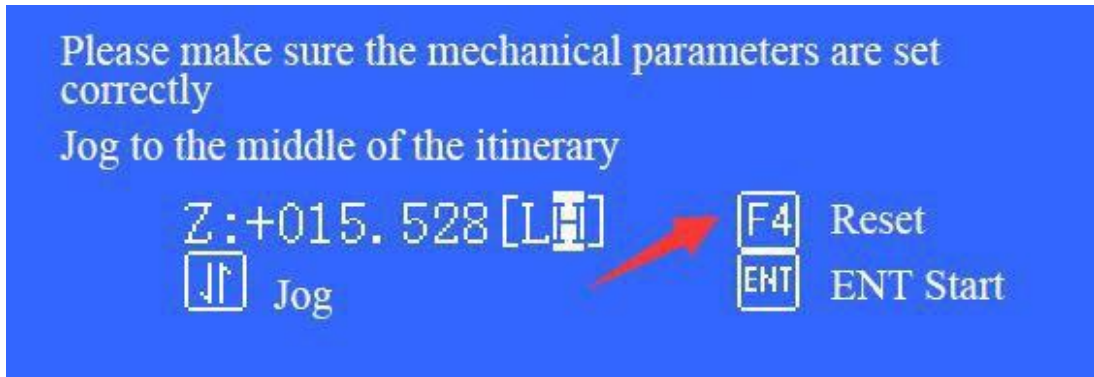 Please make sure the mechanical parameters are set
correctly
Jog to the middle of the itinerary
Z:+015.528[LH] F4 Reset
Jog ENT ENT Start